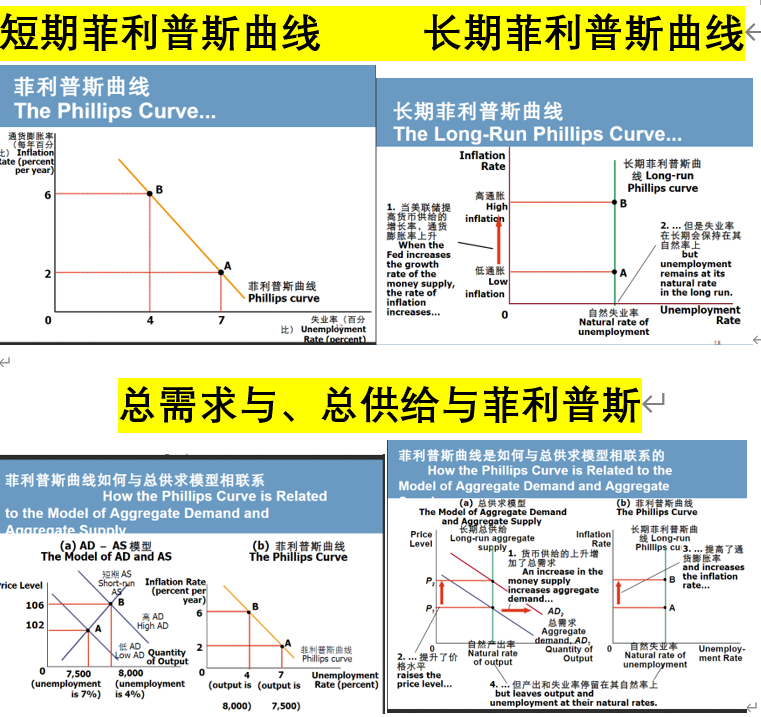 短期菲利普斯曲线
长期菲利普斯曲线
菲利普斯曲线
The Phillips Curve...
通货膨胀率
（每年百分
比） Inflation
Rate (percent
per year)
6
B
2
A
菲利普斯曲线
Phillips curve
0
4
7
失业率（百分
比） Unemployment
Rate (percent)
长期菲利普斯曲线
The Long-Run Phillips Curve...
Inflation
Rate
长期菲利普斯曲
线 Long-run
Phillips curve
高通胀
High
inflation
B
1. 当美联储提
高货币供给的
增长率，通货
膨胀率上升
When the
Fed increases
the growth
rate of the
money supply,
the rate of
inflation
increases...
2. ... 但是失业率
在长期会保持在其
自然率上
but
unemployment
remains at its
natural rate
in the long run.
低通胀
Low
inflation
A
0
自然失业率
Natural rate of
unemployment
Unemployment
Rate
18
总需求与、总供给与菲利普斯
菲利普斯曲线如何与总供求模型相联系
How the Phillips Curve is Related
to the Model of Aggregate Demand and
Aggregate Supply
(a) AD – AS 模型
The Model of AD and AS
Price Level
短期 AS
Short-run
AS
106
B
102
A
高 AD
High AD
低 AD
Low AD
Quantity
of Output
0
7,500
(unemployment
is 7%)
8,000
(unemployment
is 4%)
(b) 菲利普斯曲线
The Phillips Curve
Inflation Rate
(percent per
year)
6
B
2
A
菲利普斯曲线
Phillips curve
0
4
(output is
8,000)
7
(output is
7,500)
Unemployment
Rate (percent)
菲利普斯曲线是如何与总供求模型相联系的
How the Phillips Curve is Related to the
Model of Aggregate Demand and Aggregate
(a) 总供求模型
The Model of Aggregate Demand
and Aggregate Supply
Price
Level
长期总供给
Long-run aggregate
supply
1. 货币供给的上升增
加了总需求
An increase in the
money supply
increases aggregate
demand...
P2
P1
AD2
总需求
Aggregate
demand, AD1
0
自然产出率
Natural rate
of output
Quantity of
Output
2. ... 提升了价
格水平
raises the
price level...
(b) 菲利普斯曲线
The Phillips Curve
Inflation
Rate
长期菲利普斯曲
线 Long-run
Phillips cu
3. ... 提高了通
货膨胀率
and increases
the inflation
rate...
B
A
0
自然失业率
Natural rate of
unemployment
Unemploy-
ment Rate
4. ... 但产出和失业率停留在其自然率上
but leaves output and
unemployment at their natural rates.